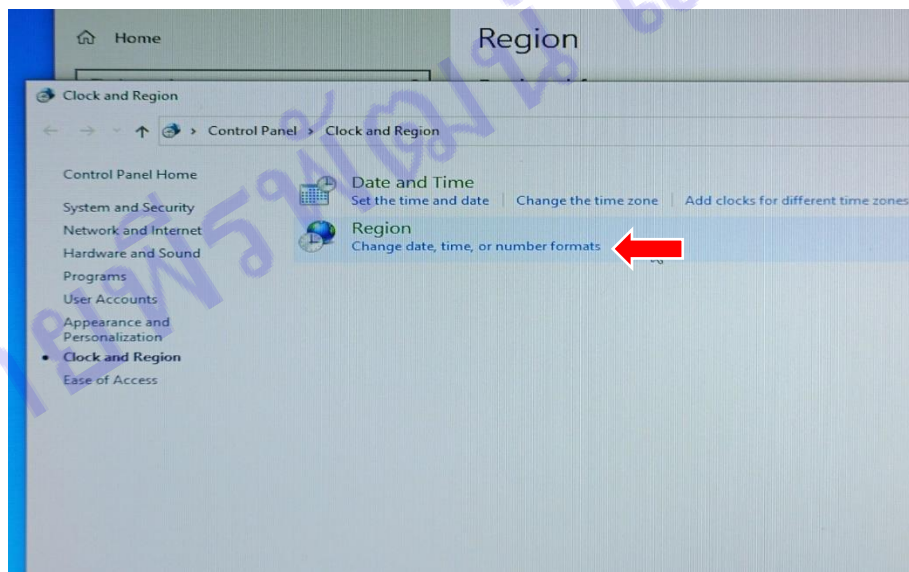 Home
Region
Clock and Region
Control Panel > Clock and Region
Control Panel Home
System and Security
Network and Internet
Hardware and Sound
Programs
User Accounts
Appearance and
Personalization
Clock and Region
Ease of Access
Date and Time
Set the time and date | Change the time zone | Add clocks for different time zones
Region
Change date, time, or number formats